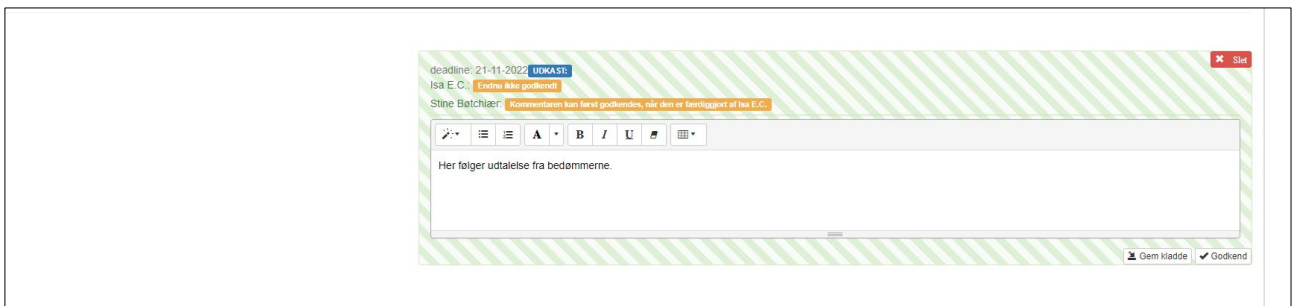 Slet
deadline: 21-11-2022 UDKAST:
Isa E.C.: Endnu ikke godkendt
Stine Bøtchiær: Kommentaren kan først godkendes, når den er færdiggjort af Isa E.C.
A B I U
Her følger udtalelse fra bedømmerne.
Gem kladde Godkend